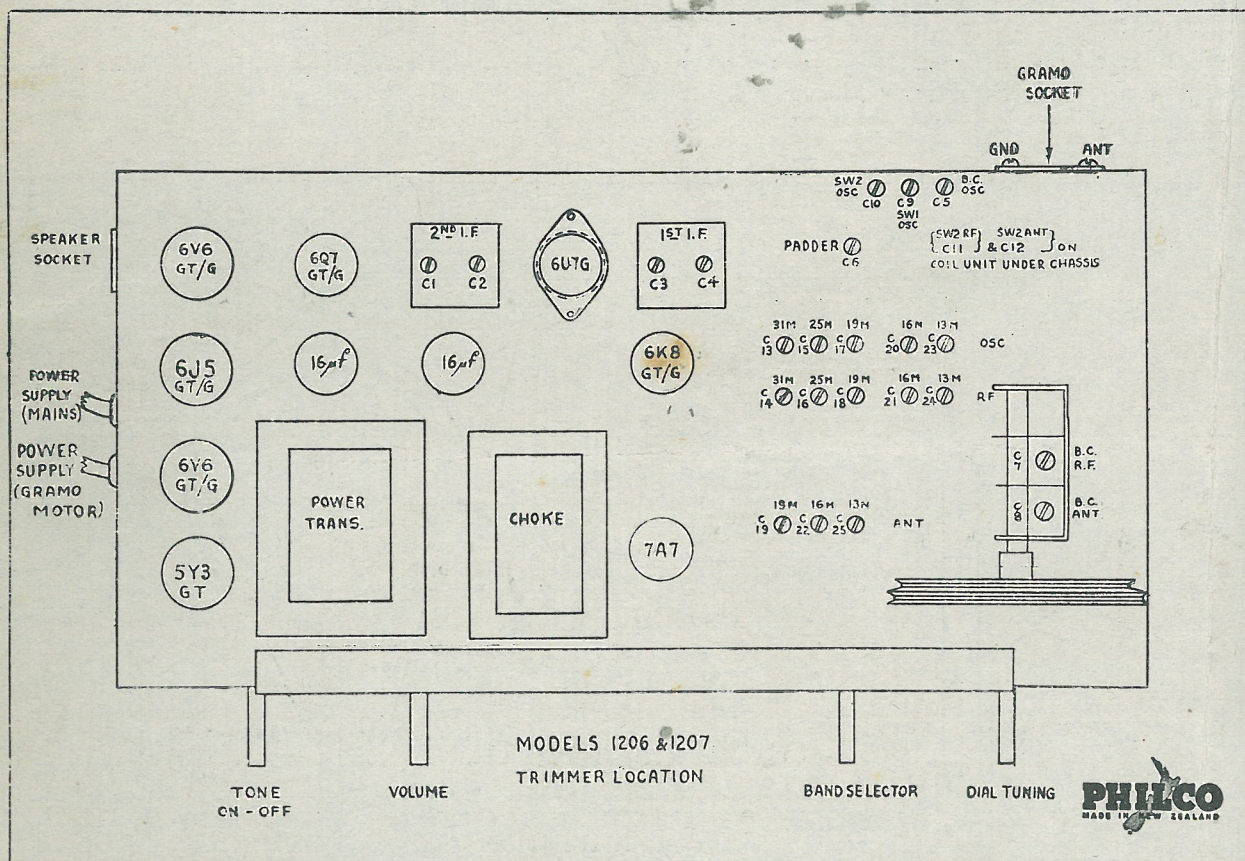 GRAMO
SOCKET
GND
ANT
SW2
OSC
C10
C9
SW1
OSC
C5
B.C.
OSC
SPEAKER
SOCKET
6V6
GT/G
6Q7
GT/G
2ND I.F.
C1 C2
6U7G
1ST I.F.
C3 C4
PADDER
C6
SW2 RF SW2 ANT
C11 & C12 ON
COIL UNIT UNDER CHASSIS
6J5
GT/G
16µf
16µf
6K8
GT/G
31M 25M 19M 16M 13M
C13 C15 C17 C20 C23 OSC
31M 25M 19M 16M 13M
C14 C16 C18 C21 C24 RF
POWER
SUPPLY
(MAINS)
POWER
SUPPLY
(GRAMO
MOTOR)
6V6
GT/G
POWER
TRANS.
CHOKE
7A7
C7
B.C.
R.F.
C8
B.C.
ANT
19M 16M 13M
C19 C22 C25 ANT
5Y3
GT
MODELS 1206 & 1207
TRIMMER LOCATION
TONE
ON - OFF
VOLUME
BAND SELECTOR
DIAL TUNING
PHILCO
MADE IN NEW ZEALAND